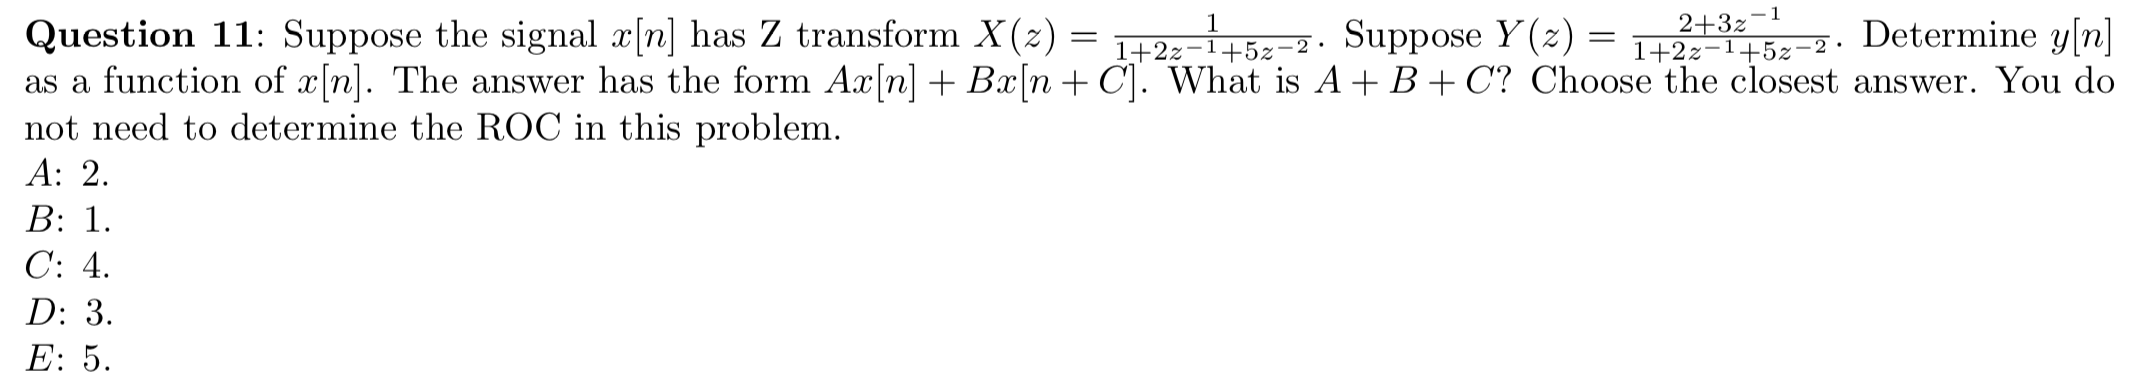 Question 11: Suppose the signal x[n] has Z transform X(z) = \frac{1}{1+2z^{-1}+5z^{-2}}. Suppose Y(z) = \frac{2+3z^{-1}}{1+2z^{-1}+5z^{-2}}. Determine y[n]
as a function of x[n]. The answer has the form Ax[n] + Bx[n + C]. What is A + B + C? Choose the closest answer. You do
not need to determine the ROC in this problem.
A: 2.
B: 1.
C: 4.
D: 3.
E: 5.